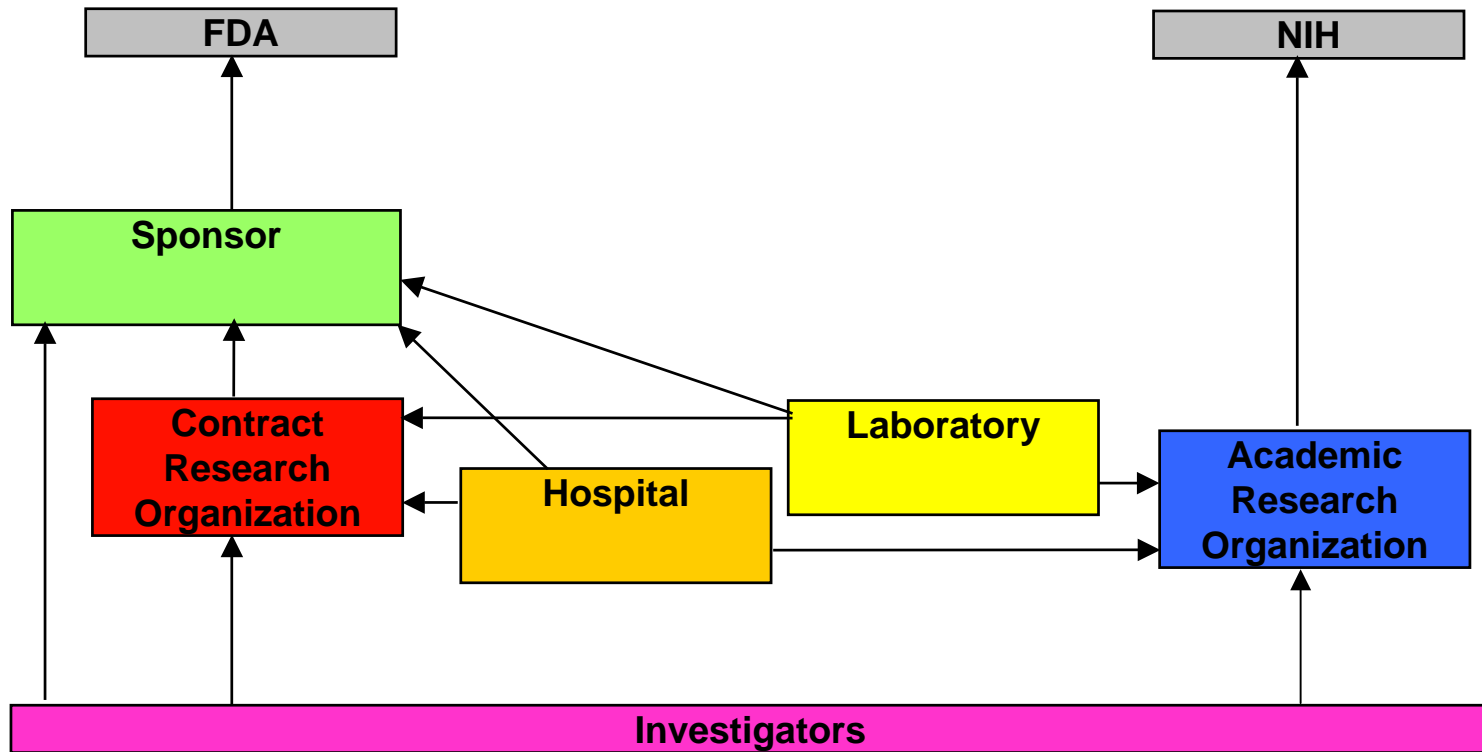 FDA
NIH
Sponsor
Contract
Research
Organization
Laboratory
Hospital
Academic
Research
Organization
Investigators